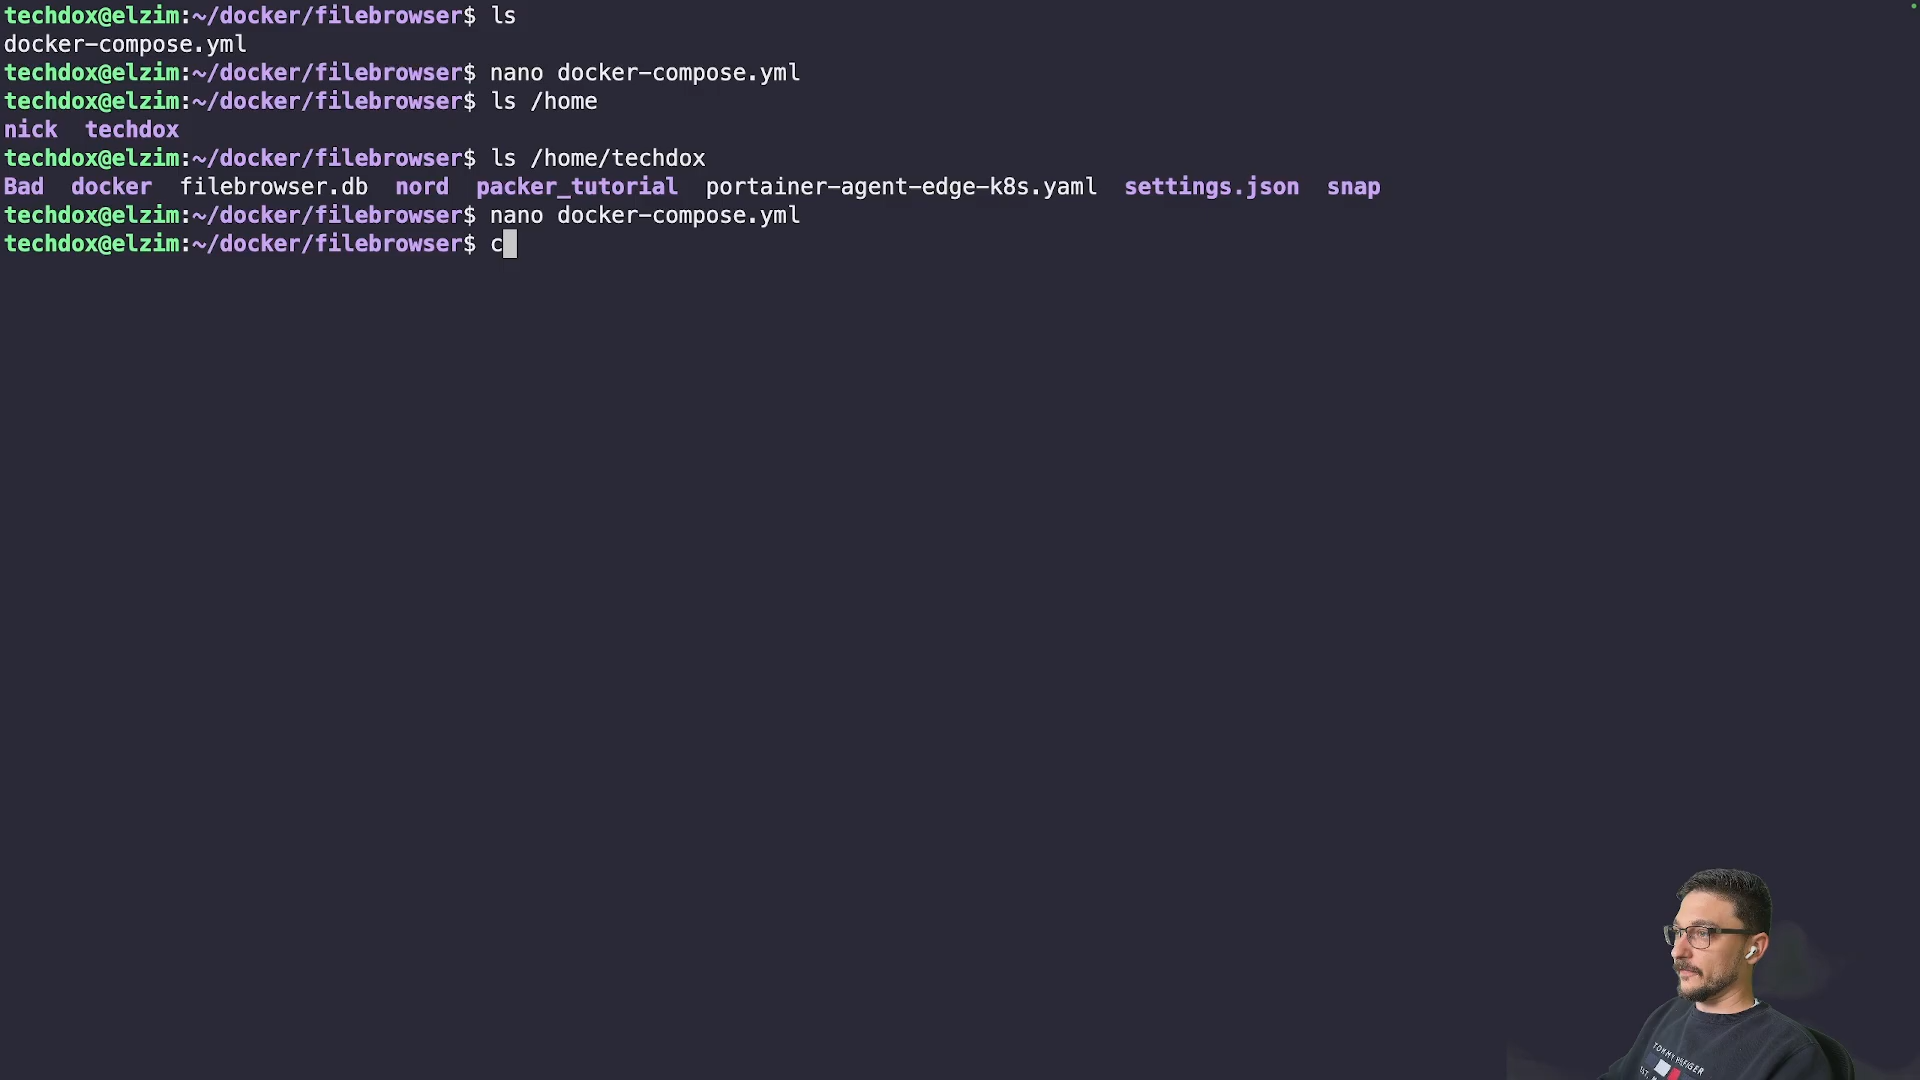 techdox@elzim:~/docker/filebrowser$ ls
docker-compose.yml
techdox@elzim:~/docker/filebrowser$ nano docker-compose.yml
techdox@elzim:~/docker/filebrowser$ ls /home
nick  techdox
techdox@elzim:~/docker/filebrowser$ ls /home/techdox
Bad  docker  filebrowser.db  nord  packer_tutorial  portainer-agent-edge-k8s.yaml  settings.json  snap
techdox@elzim:~/docker/filebrowser$ nano docker-compose.yml
techdox@elzim:~/docker/filebrowser$ c
TOMMY HILFIGER